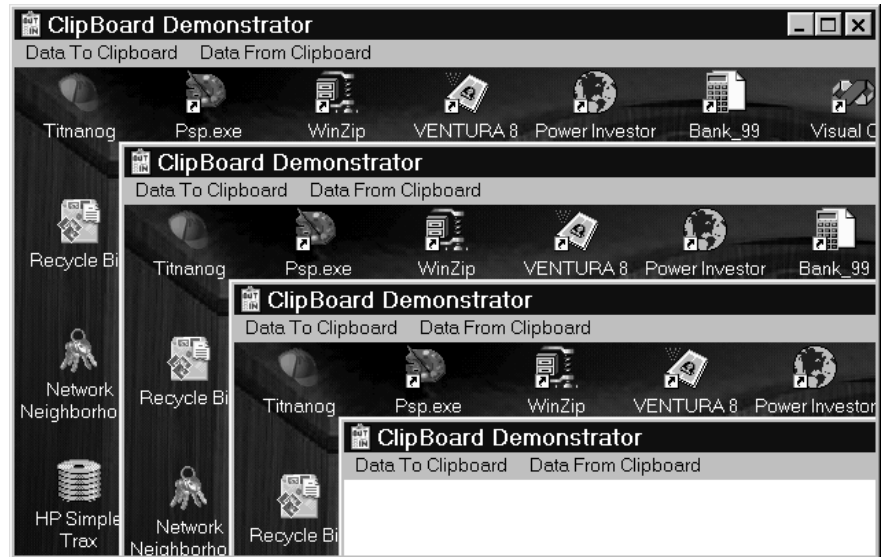 ClipBoard Demonstrator
Data To Clipboard Data From Clipboard
Titnanog Psp.exe WinZip VENTURA 8 Power Investor Bank_99 Visual C
OUT IN ClipBoard Demonstrator
Data To Clipboard Data From Clipboard
Recycle Bi
Titnanog Psp.exe WinZip VENTURA 8 Power Investor Bank_99
ClipBoard Demonstrator
Data To Clipboard Data From Clipboard
Network
Neighborho
Recycle Bi
Titnanog Psp.exe WinZip VENTURA 8 Power Investor
ClipBoard Demonstrator
Data To Clipboard Data From Clipboard
HP Simple
Trax
Network
Neighborho
Recycle Bi